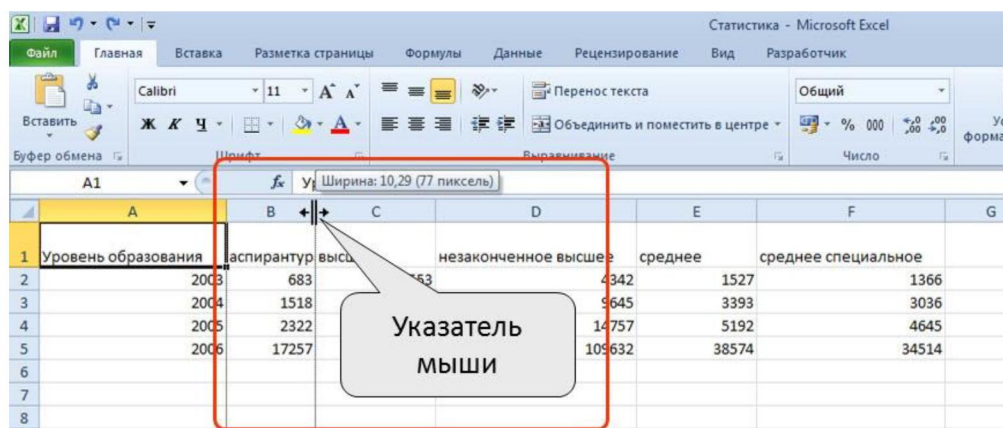 Статистика - Microsoft Excel
Файл Главная Вставка Разметка страницы Формулы Данные Рецензирование Вид Разработчик
Calibri 11 А А Перенос текста Общий
Вставить Ж К Ч А Объединить и поместить в центре % 000
Буфер обмена Шрифт Выравнивание Число
A1 fx Ширина: 10,29 (77 пиксель)
A B C D E F G
1 Уровень образования аспирантур незаконченное высшее среднее среднее специальное
2 2003 683 4342 1527 1366
3 2004 1518 9645 3393 3036
4 2005 2322 14757 5192 4645
5 2006 17257 109632 38574 34514
6
7
8
Указатель
мыши